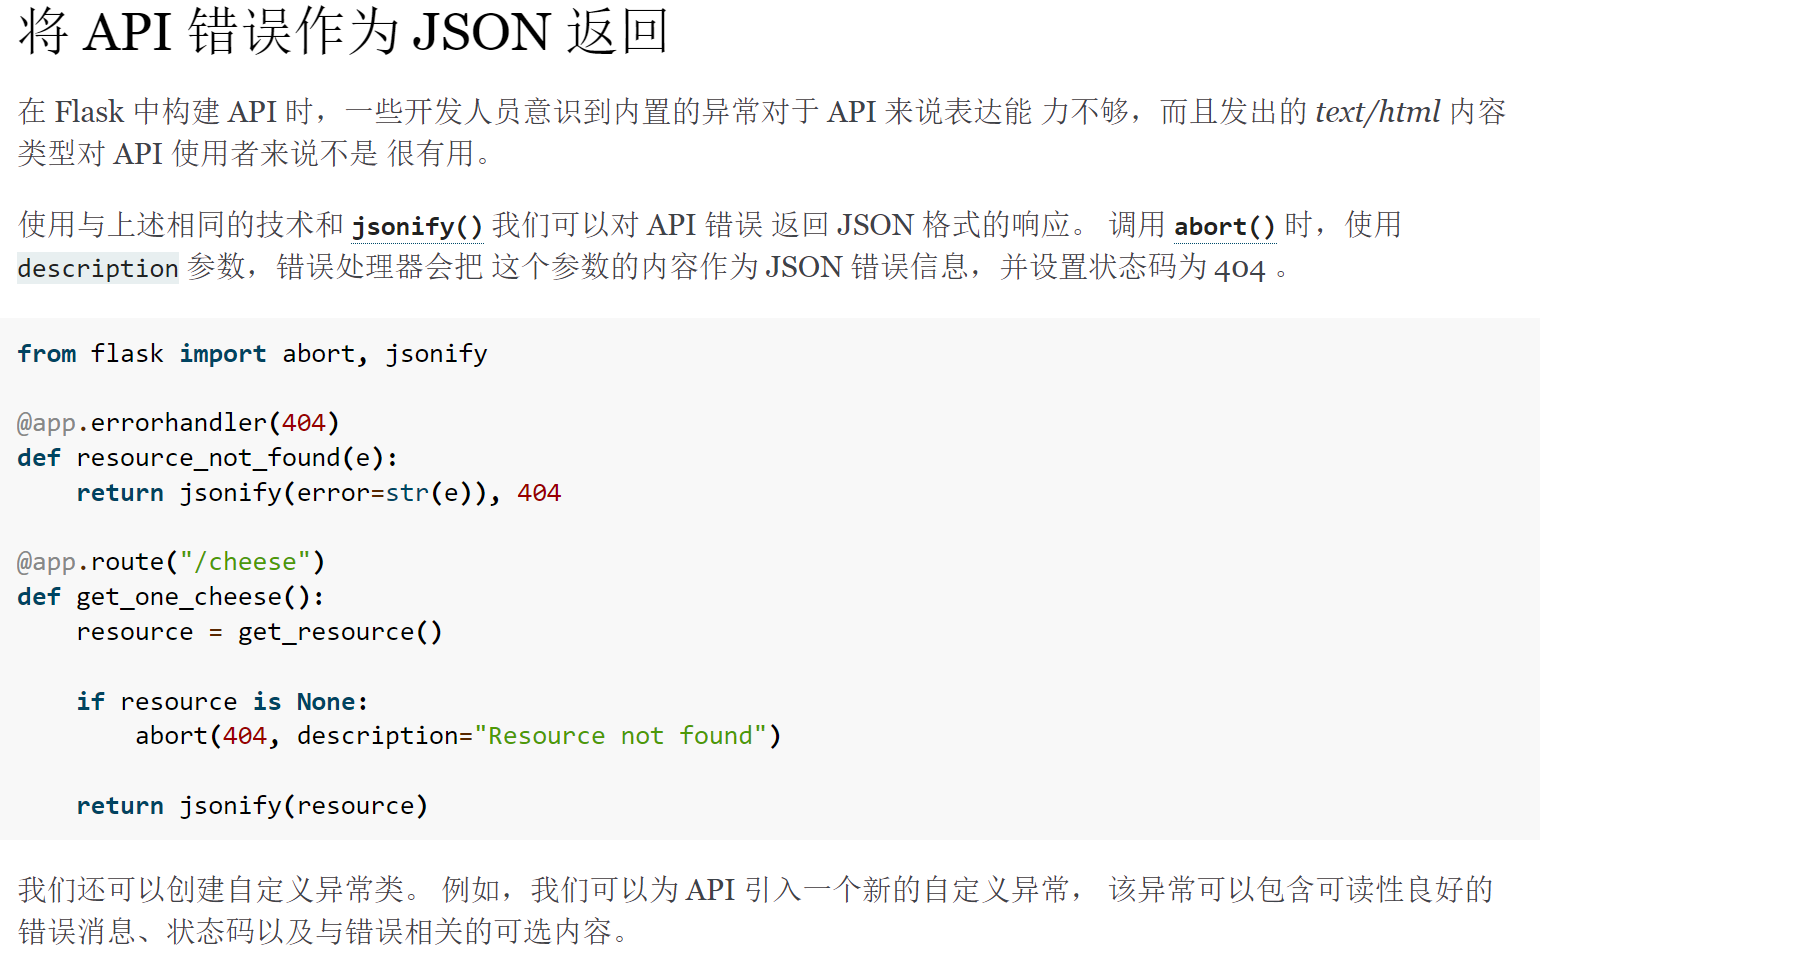 将 API 错误作为 JSON 返回
在 Flask 中构建 API 时，一些开发人员意识到内置的异常对于 API 来说表达能 力不够，而且发出的 text/html 内容
类型对 API 使用者来说不是 很有用。
使用与上述相同的技术和 jsonify() 我们可以对 API 错误 返回 JSON 格式的响应。 调用 abort() 时，使用
description 参数，错误处理器会把 这个参数的内容作为 JSON 错误信息，并设置状态码为 404 。
from flask import abort, jsonify
@app.errorhandler(404)
def resource_not_found(e):
    return jsonify(error=str(e)), 404
@app.route("/cheese")
def get_one_cheese():
    resource = get_resource()
    if resource is None:
        abort(404, description="Resource not found")
    return jsonify(resource)
我们还可以创建自定义异常类。 例如，我们可以为 API 引入一个新的自定义异常， 该异常可以包含可读性良好的
错误消息、状态码以及与错误相关的可选内容。